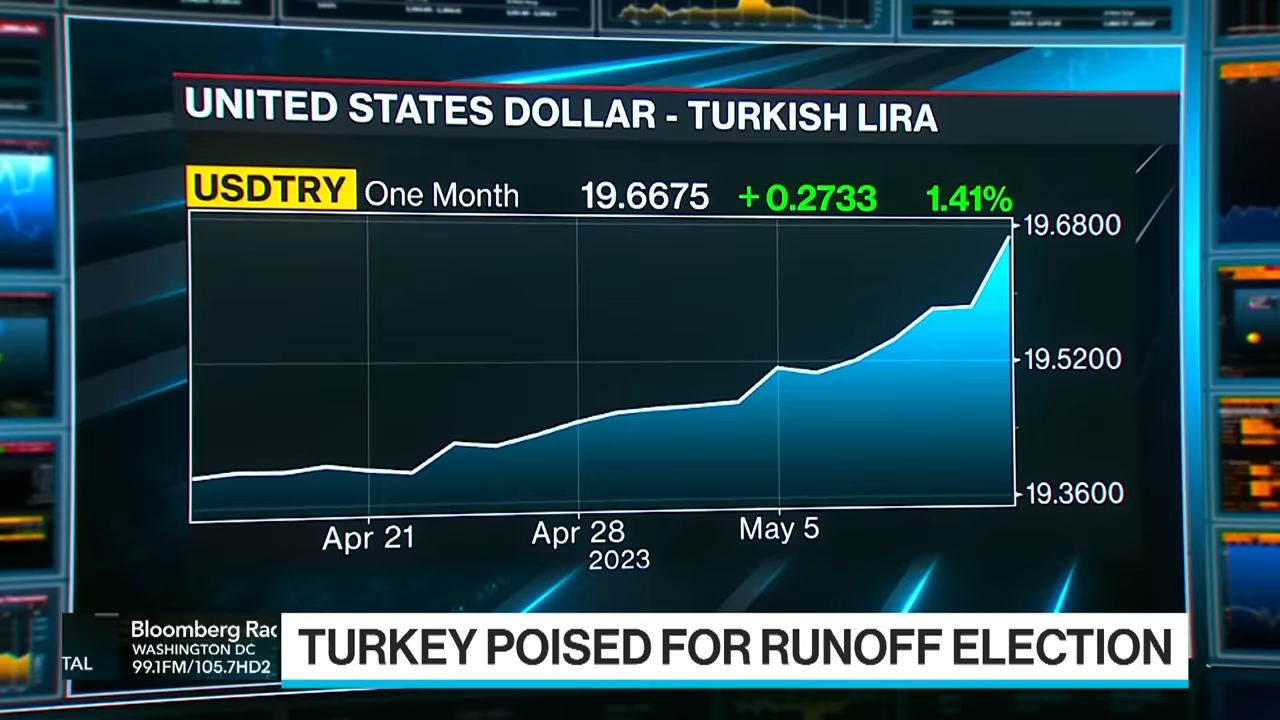 UNITED STATES DOLLAR - TURKISH LIRA
USDTRY One Month 19.6675 +0.2733 1.41%
19.6800
19.5200
19.3600
Apr 21 Apr 28 May 5
2023
Bloomberg
WASHINGTON DC
99.1FM/105.7HD2
TAL
TURKEY POISED FOR RUNOFF ELECTION